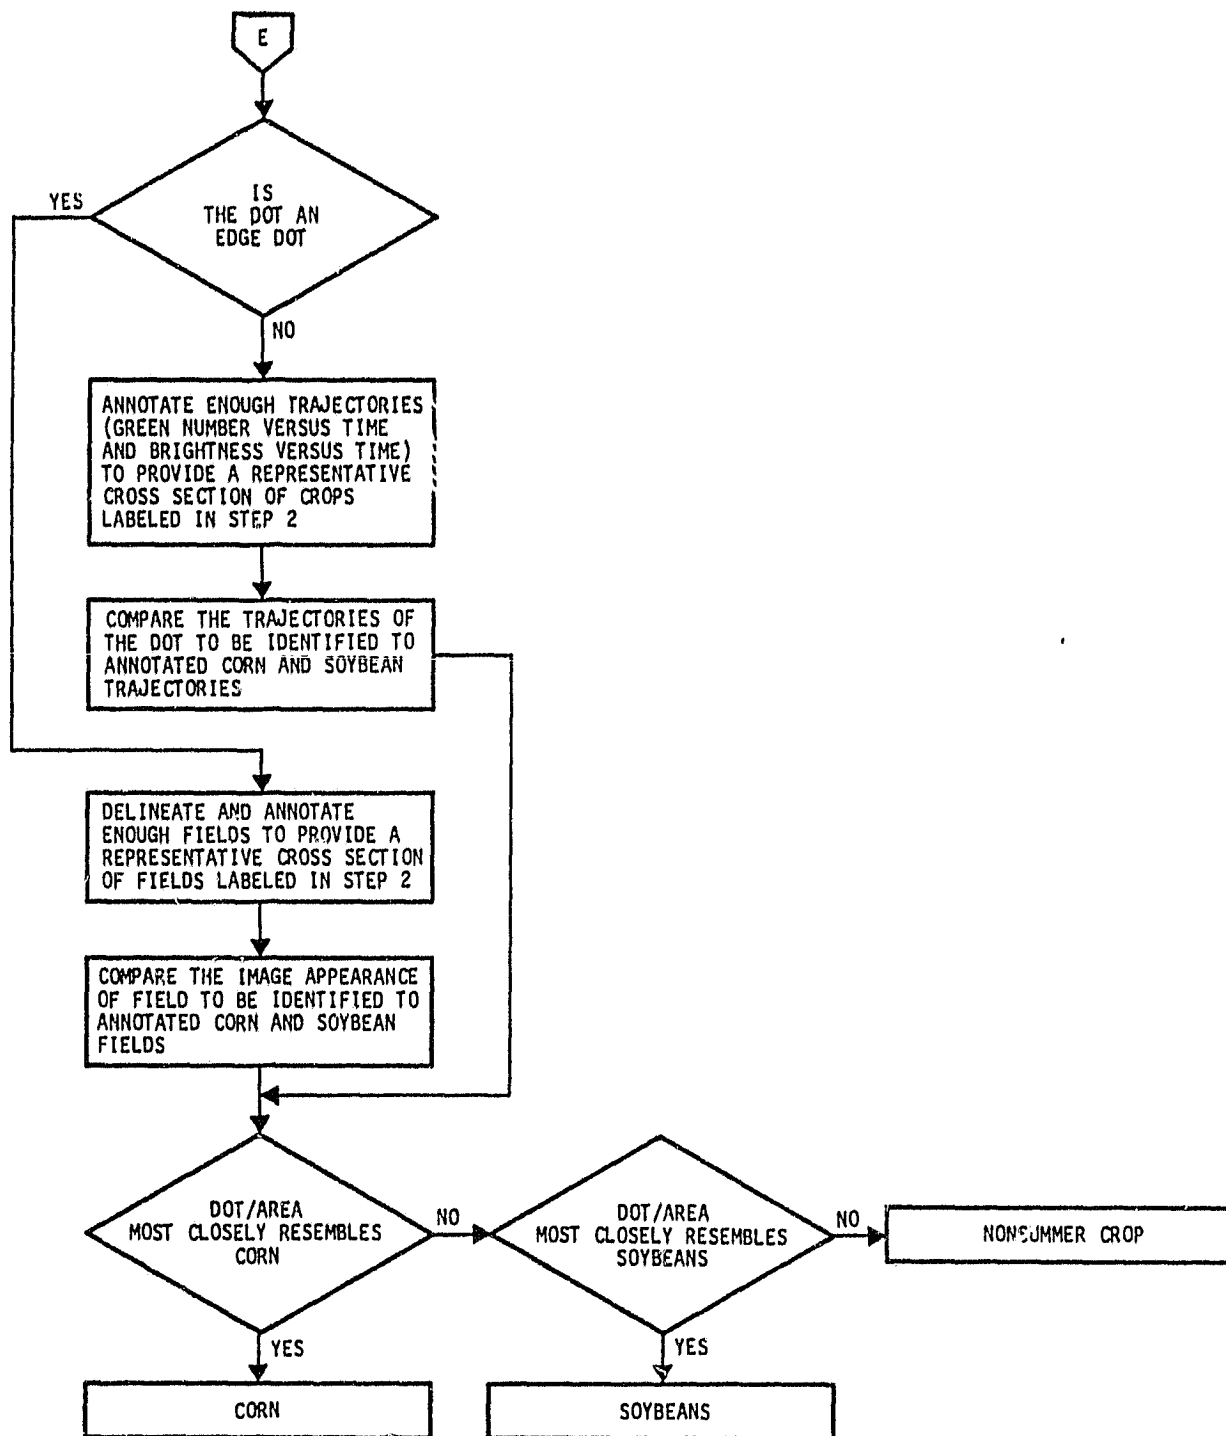 E
YES
IS
THE DOT AN
EDGE DOT
NO
ANNOTATE ENOUGH TRAJECTORIES
(GREEN NUMBER VERSUS TIME
AND BRIGHTNESS VERSUS TIME)
TO PROVIDE A REPRESENTATIVE
CROSS SECTION OF CROPS
LABELED IN STEP 2
COMPARE THE TRAJECTORIES OF
THE DOT TO BE IDENTIFIED TO
ANNOTATED CORN AND SOYBEAN
TRAJECTORIES
DELINEATE AND ANNOTATE
ENOUGH FIELDS TO PROVIDE A
REPRESENTATIVE CROSS SECTION
OF FIELDS LABELED IN STEP 2
COMPARE THE IMAGE APPEARANCE
OF FIELD TO BE IDENTIFIED TO
ANNOTATED CORN AND SOYBEAN
FIELDS
DOT/AREA
MOST CLOSELY RESEMBLES
CORN
NO
DOT/AREA
MOST CLOSELY RESEMBLES
SOYBEANS
NO
NONSUMMER CROP
YES
YES
CORN
SOYBEANS